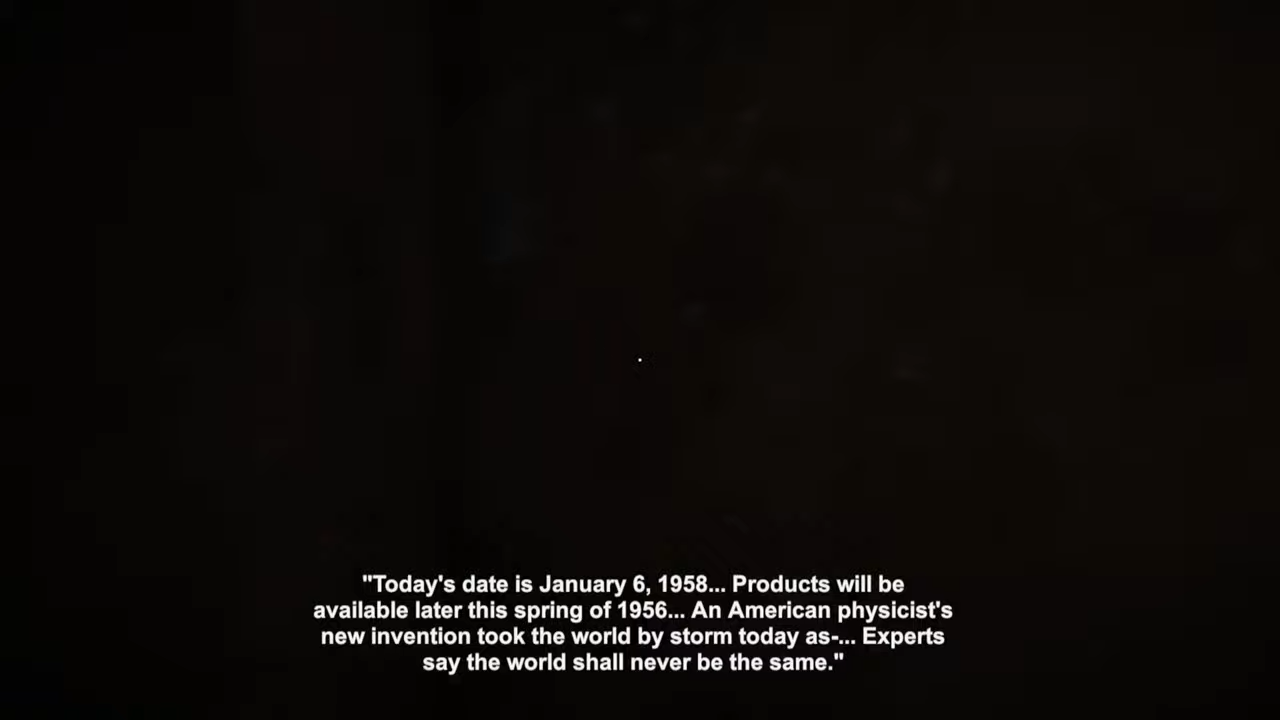 "Today's date is January 6, 1958... Products will be
available later this spring of 1956... An American physicist's
new invention took the world by storm today as-... Experts
say the world shall never be the same."